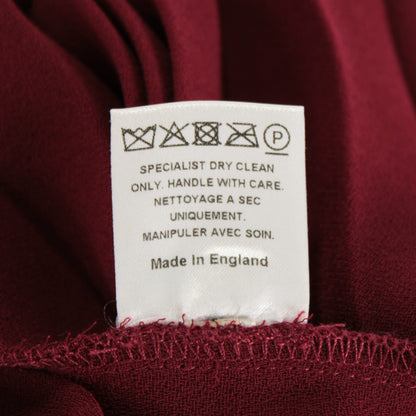 P
SPECIALIST DRY CLEAN
ONLY. HANDLE WITH CARE.
NETTOYAGE A SEC
UNIQUEMENT.
MANIPULER AVEC SOIN.
Made In England